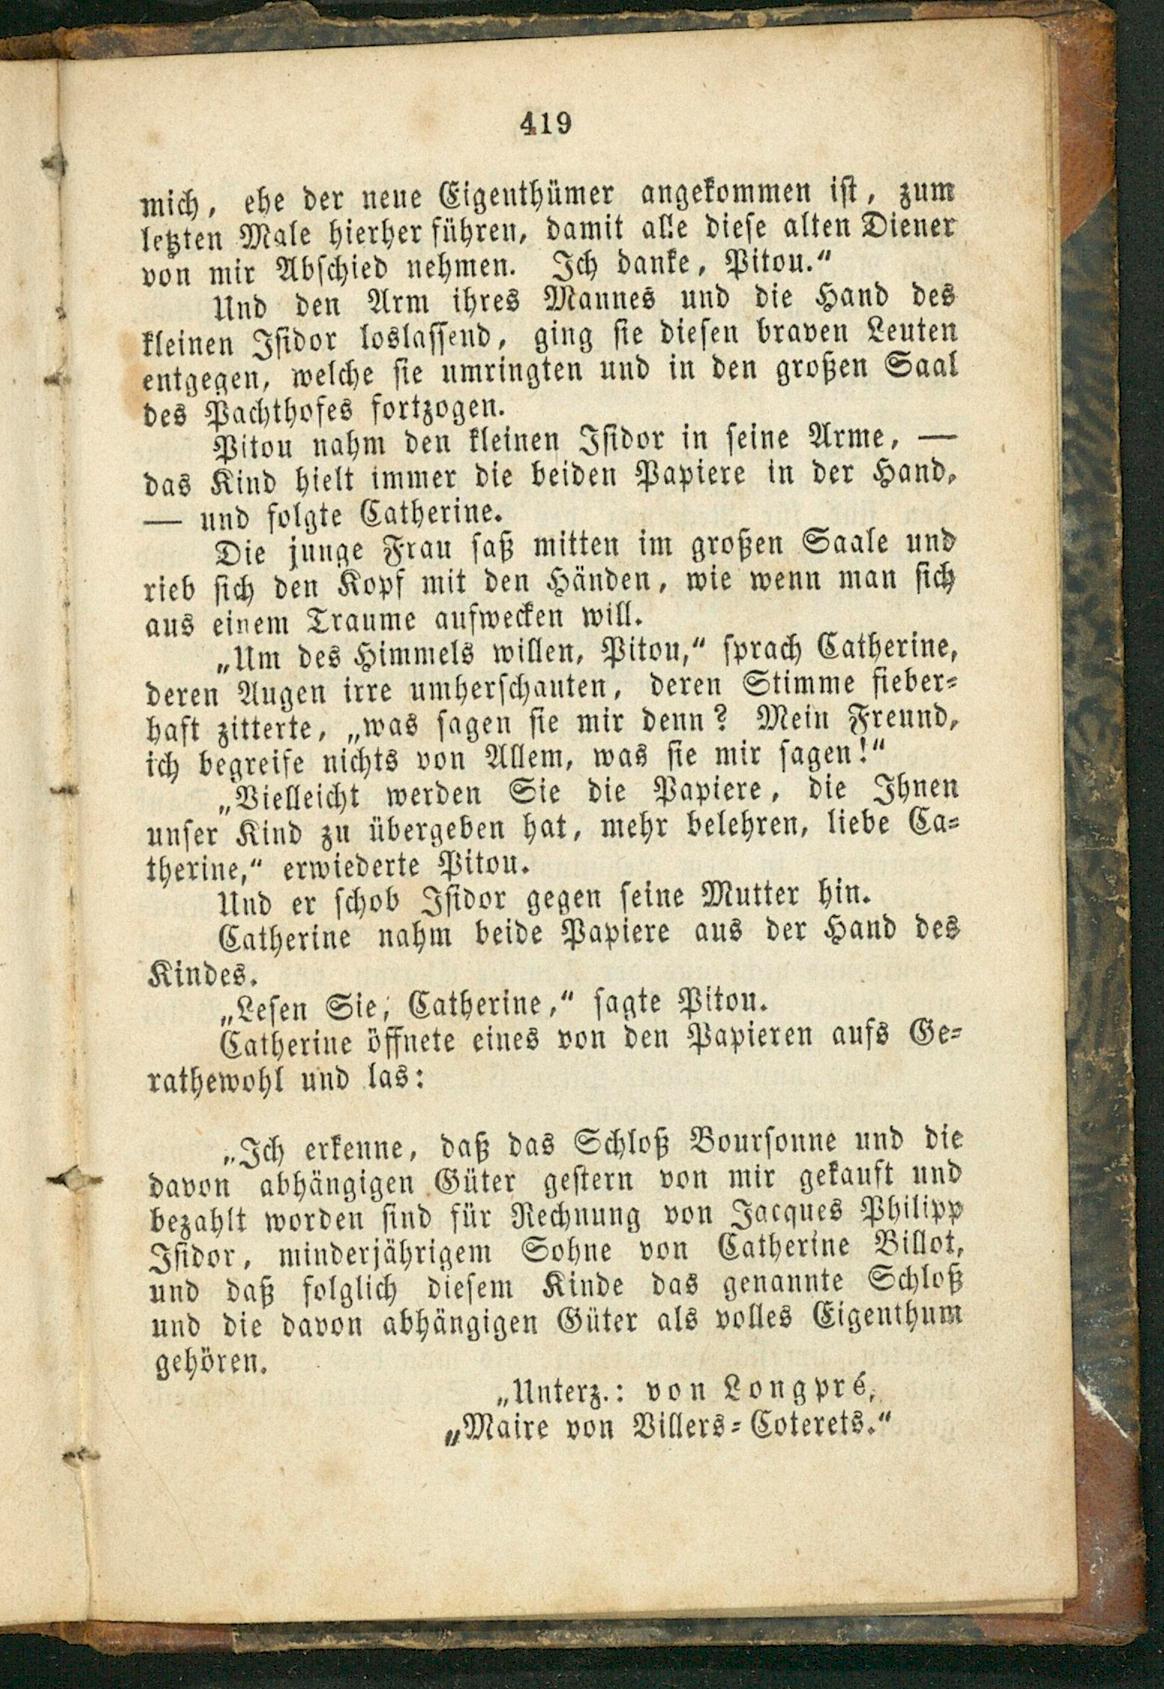 419
mich, ehe der neue Eigenthümer angekommen ist, zum
letzten Male hierher führen, damit alle diese alten Diener
von mir Abschied nehmen. Ich danke, Pitou.“
Und den Arm ihres Mannes und die Hand des
kleinen Isidor loslassend, ging sie diesen braven Leuten
entgegen, welche sie umringten und in den großen Saal
des Pachthofes fortzogen.
Pitou nahm den kleinen Isidor in seine Arme, —
das Kind hielt immer die beiden Papiere in der Hand,
— und folgte Catherine.
Die junge Frau saß mitten im großen Saale und
rieb sich den Kopf mit den Händen, wie wenn man sich
aus einem Traume aufwecken will.
„Um des Himmels willen, Pitou,“ sprach Catherine,
deren Augen irre umherschauten, deren Stimme fieber-
haft zitterte, „was sagen sie mir denn? Mein Freund,
ich begreife nichts von Allem, was sie mir sagen!“
„Vielleicht werden Sie die Papiere, die Ihnen
unser Kind zu übergeben hat, mehr belehren, liebe Ca-
therine,“ erwiederte Pitou.
Und er schob Isidor gegen seine Mutter hin.
Catherine nahm beide Papiere aus der Hand des
Kindes.
„Lesen Sie, Catherine,“ sagte Pitou.
Catherine öffnete eines von den Papieren aufs Ge-
rathewohl und las:
„Ich erkenne, daß das Schloß Boursonne und die
davon abhängigen Güter gestern von mir gekauft und
bezahlt worden sind für Rechnung von Jacques Philipp
Isidor, minderjährigem Sohne von Catherine Billot,
und daß folglich diesem Kinde das genannte Schloß
und die davon abhängigen Güter als volles Eigenthum
gehören.
„Unterz.: von Longpré,
„Maire von Villers-Coterets.“